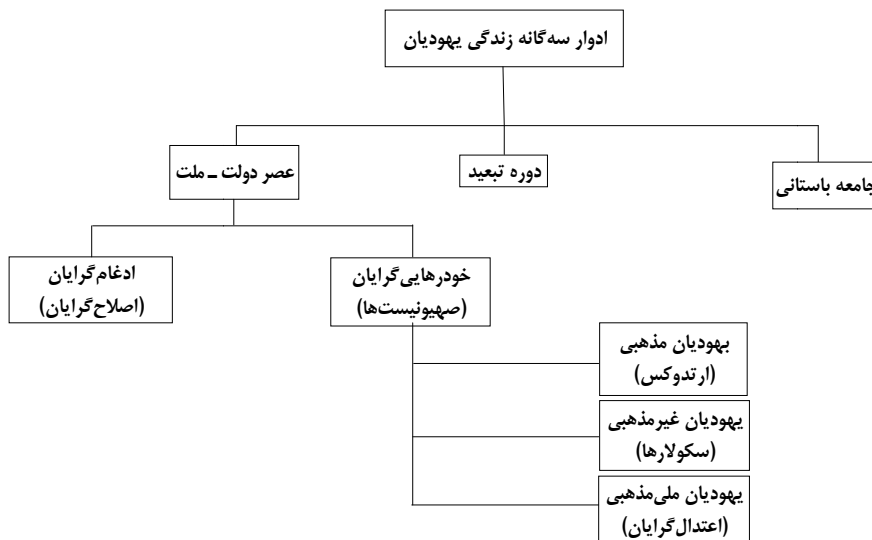 ادوار سه‌گانه زندگی یهودیان
جامعه باستانی
دوره تبعید
عصر دولت ـ ملت
خودرهایی‌گرایان
(صهیونیست‌ها)
ادغام‌گرایان
(اصلاح‌گرایان)
یهودیان مذهبی
(ارتدوکس)
یهودیان غیرمذهبی
(سکولارها)
یهودیان ملی‌مذهبی
(اعتدال‌گرایان)